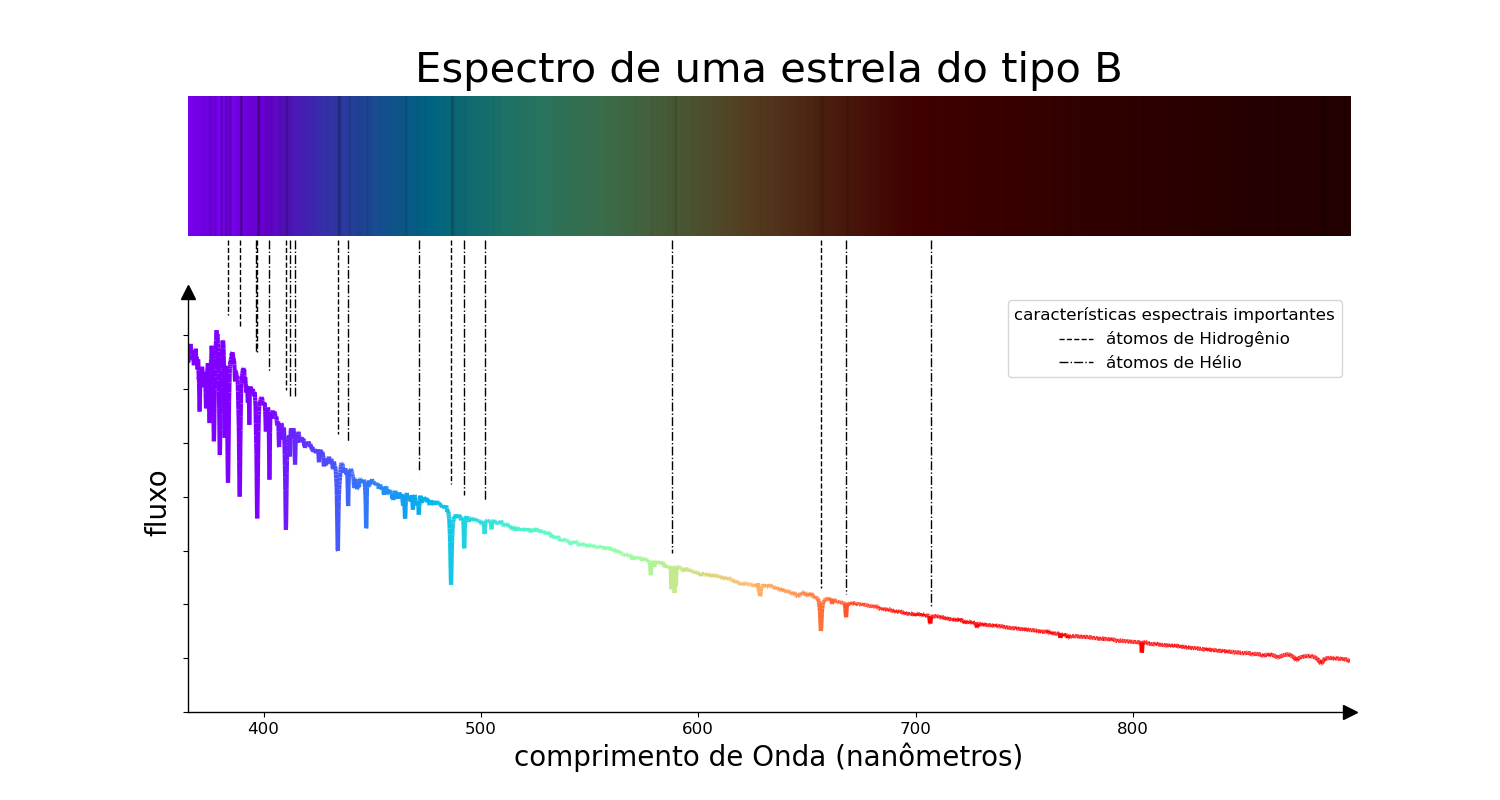 Espectro de uma estrela do tipo B
características espectrais importantes
átomos de Hidrogênio
átomos de Hélio
fluxo
400 500 600 700 800
comprimento de Onda (nanômetros)